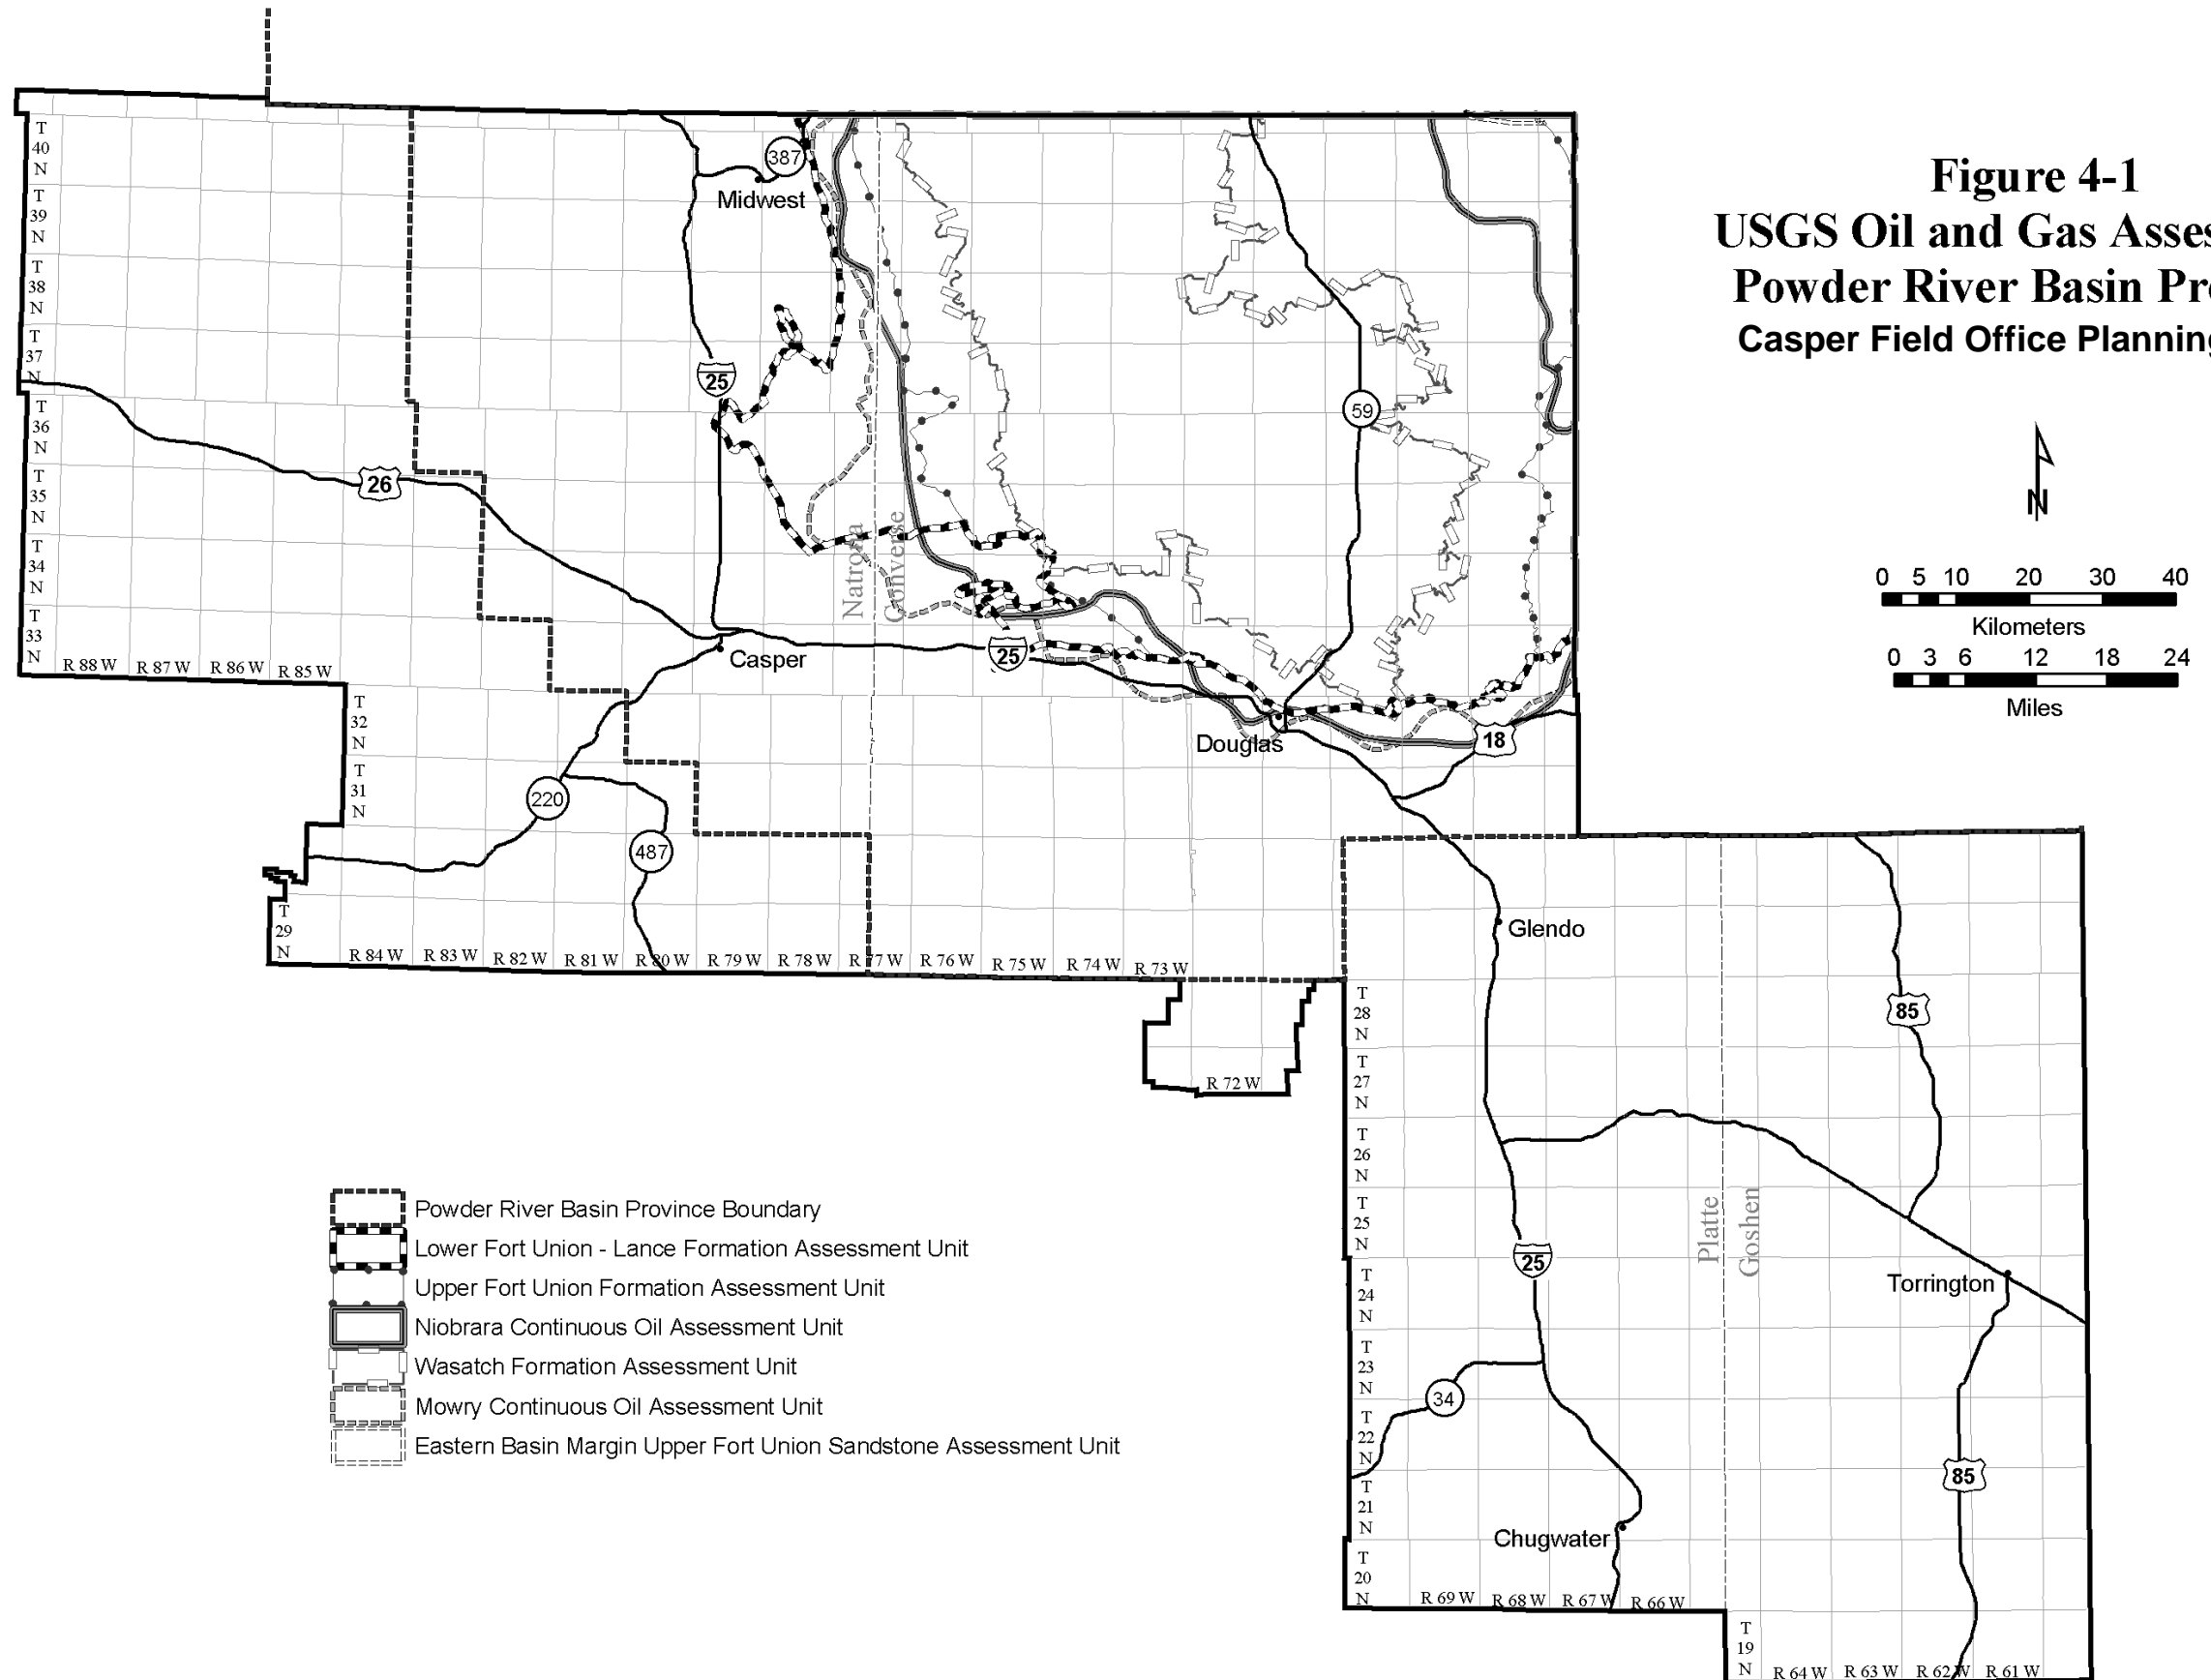 Figure 4-1
USGS Oil and Gas Asses
Powder River Basin Pro
Casper Field Office Planning
N
0 5 10 20 30 40
Kilometers
0 3 6 12 18 24
Miles
T
40
N
T
39
N
T
38
N
T
37
N
T
36
N
T
35
N
T
34
N
T
33
N
R 88 W R 87 W R 86 W R 85 W
T
32
N
T
31
N
T
29
N
R 84 W R 83 W R 82 W R 81 W R 80 W R 79 W R 78 W R 77 W R 76 W R 75 W R 74 W R 73 W
R 72 W
387
Midwest
25
26
59
Natrona
Converse
Casper
25
Douglas
18
220
487
Glendo
T
28
N
T
27
N
T
26
N
T
25
N
T
24
N
T
23
N
T
22
N
T
21
N
T
20
N
85
Platte
Goshen
25
Torrington
34
85
Chugwater
R 69 W R 68 W R 67 W R 66 W
T
19
N
R 64 W R 63 W R 62 W R 61 W
Powder River Basin Province Boundary
Lower Fort Union - Lance Formation Assessment Unit
Upper Fort Union Formation Assessment Unit
Niobrara Continuous Oil Assessment Unit
Wasatch Formation Assessment Unit
Mowry Continuous Oil Assessment Unit
Eastern Basin Margin Upper Fort Union Sandstone Assessment Unit